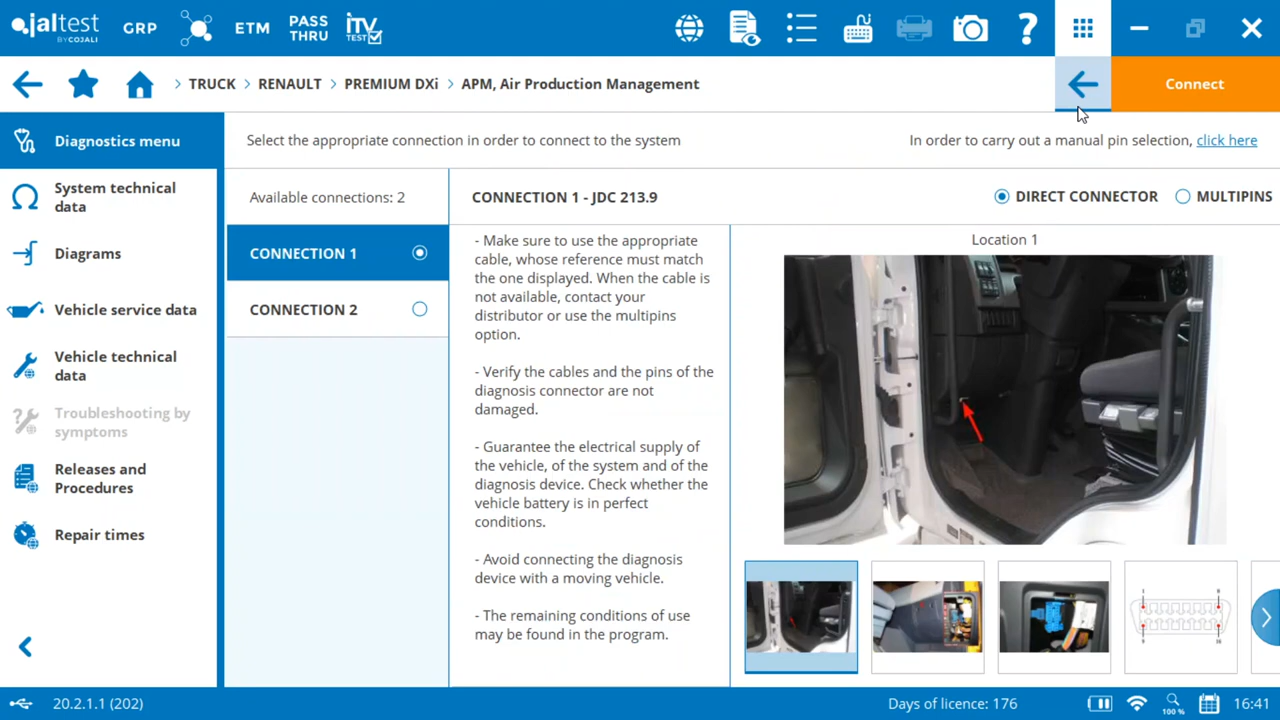 jaltest
BY COJALI
GRP
ETM
PASS
THRU
itv
TEST
TRUCK > RENAULT > PREMIUM DXi > APM, Air Production Management
Connect
Diagnostics menu
System technical
data
Diagrams
Vehicle service data
Vehicle technical
data
Troubleshooting by
symptoms
Releases and
Procedures
Repair times
Select the appropriate connection in order to connect to the system
In order to carry out a manual pin selection, click here
Available connections: 2
CONNECTION 1
CONNECTION 2
CONNECTION 1 - JDC 213.9
DIRECT CONNECTOR
MULTIPINS
- Make sure to use the appropriate
cable, whose reference must match
the one displayed. When the cable is
not available, contact your
distributor or use the multipins
option.
- Verify the cables and the pins of the
diagnosis connector are not
damaged.
- Guarantee the electrical supply of
the vehicle, of the system and of the
diagnosis device. Check whether the
vehicle battery is in perfect
conditions.
- Avoid connecting the diagnosis
device with a moving vehicle.
- The remaining conditions of use
may be found in the program.
Location 1
20.2.1.1 (202)
Days of licence: 176
100 %
16:41